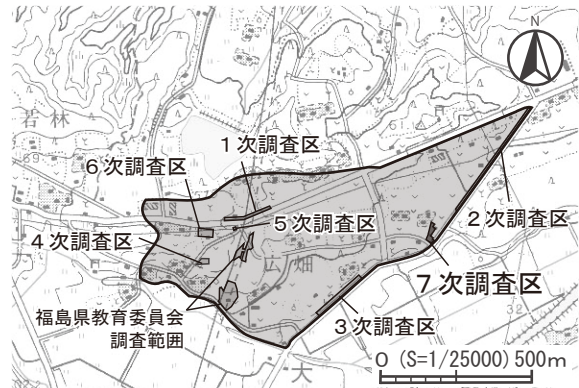 N
若林
1次調査区
6次調査区
5次調査区
2次調査区
4次調査区
広畑
7次調査区
福島県教育委員会
調査範囲
3次調査区
大
0 (S=1/25000) 500m
32